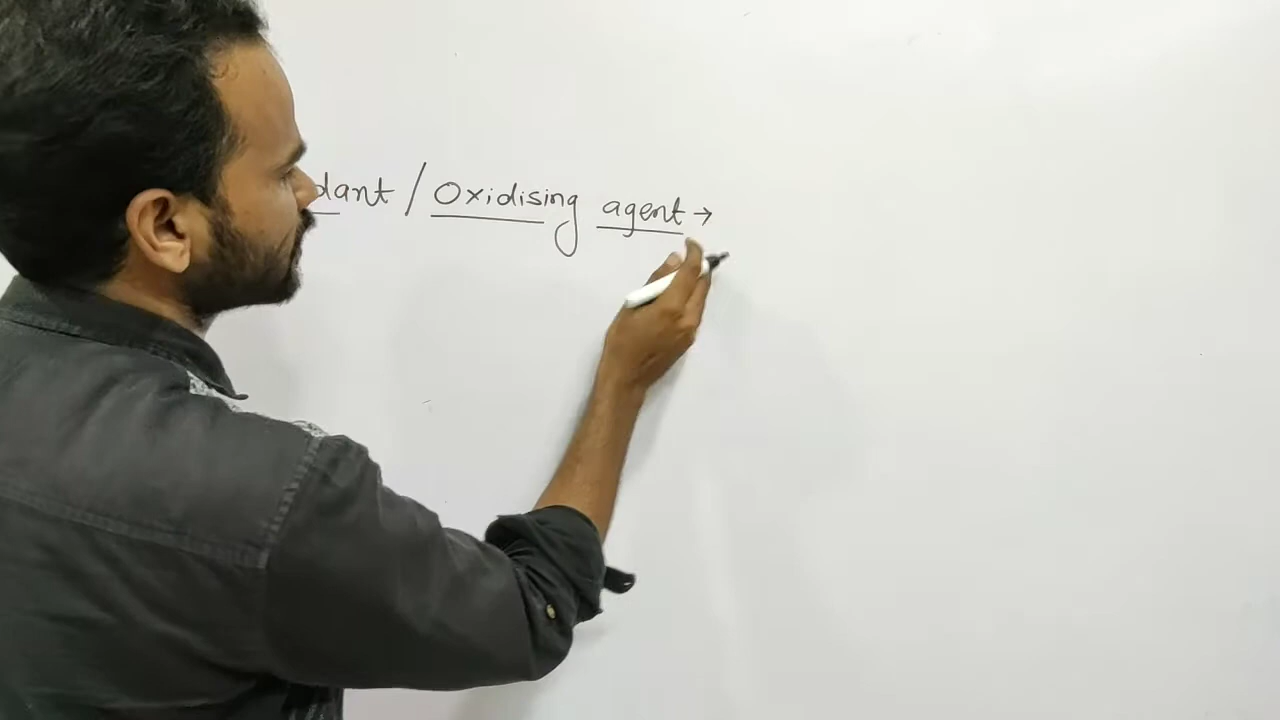 dant / Oxidising agent →